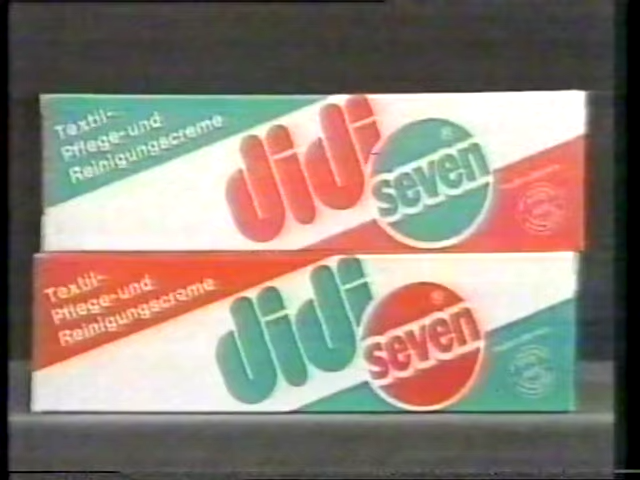 Textil-
Pflege-und
Reinigungscreme
didi
seven
®
Textil-
Pflege-und
Reinigungscreme
didi
seven
®